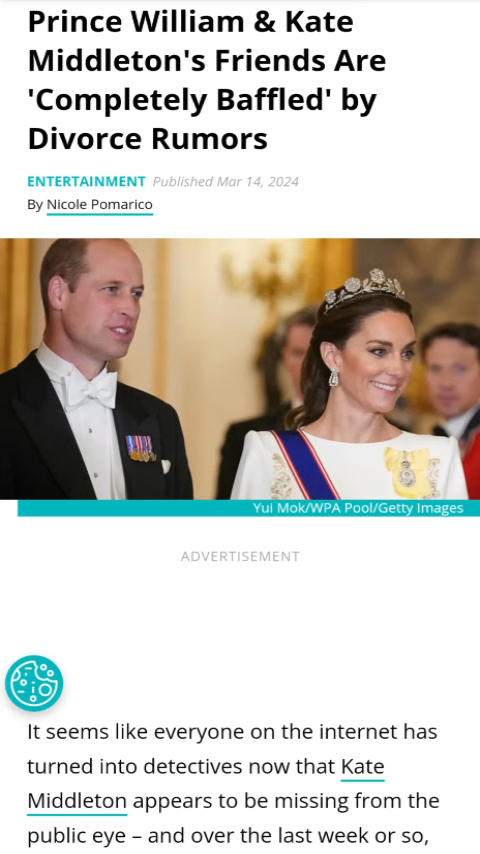 Prince William & Kate
Middleton's Friends Are
'Completely Baffled' by
Divorce Rumors
ENTERTAINMENT Published Mar 14, 2024
By Nicole Pomarico
Yui Mok/WPA Pool/Getty Images
ADVERTISEMENT
It seems like everyone on the internet has
turned into detectives now that Kate
Middleton appears to be missing from the
public eye – and over the last week or so,